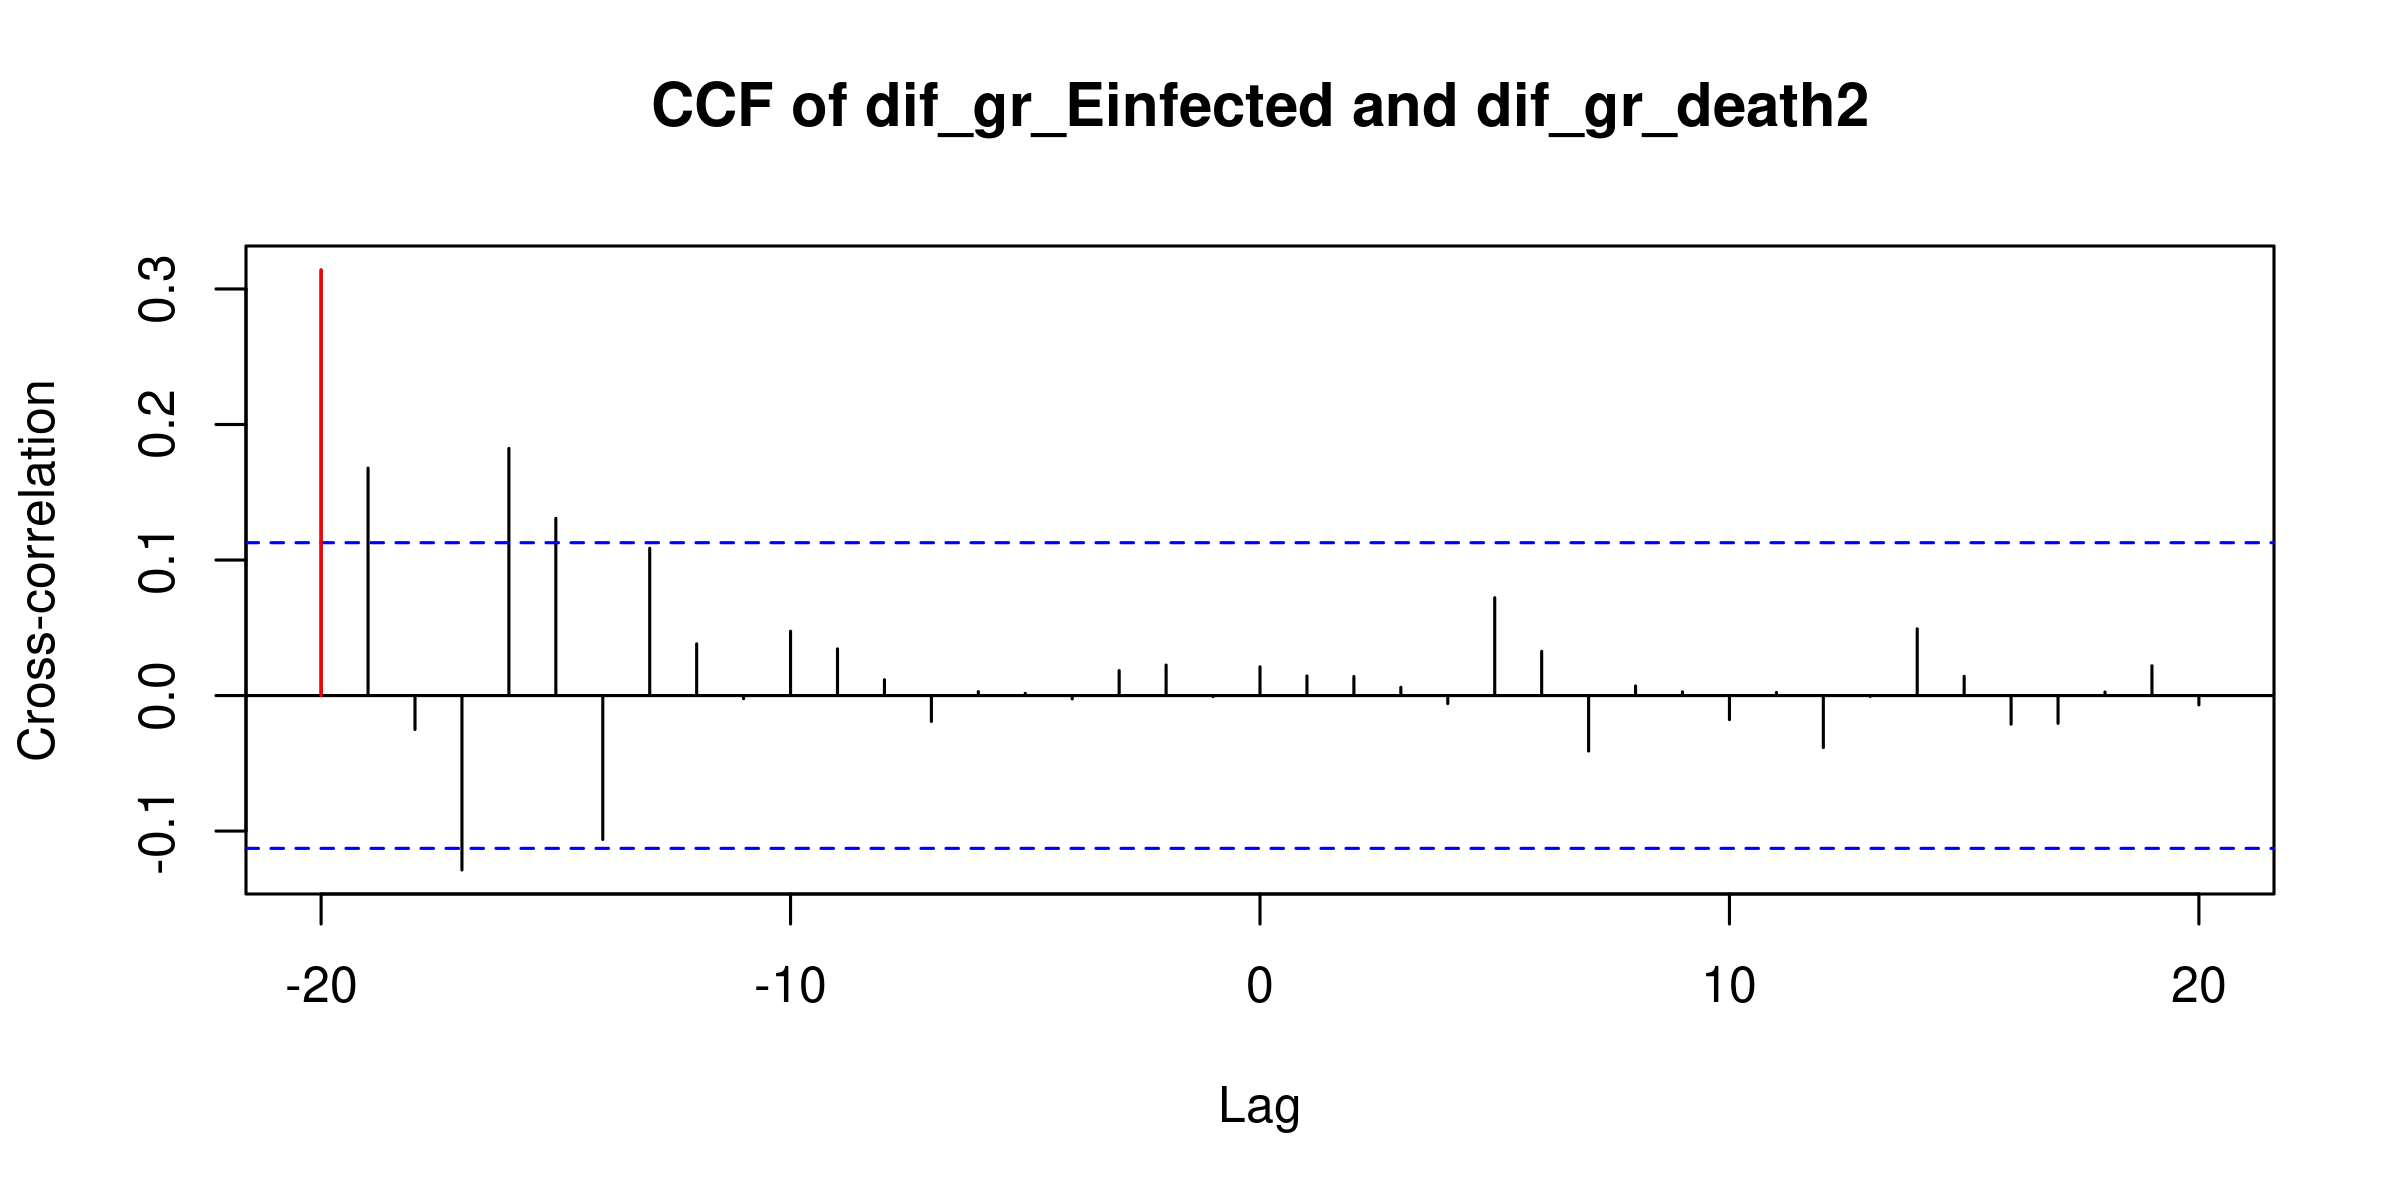 CCF of dif_gr_Einfected and dif_gr_death2
Cross-correlation
0.3
0.2
0.1
0.0
-0.1
-20 -10 0 10 20
Lag